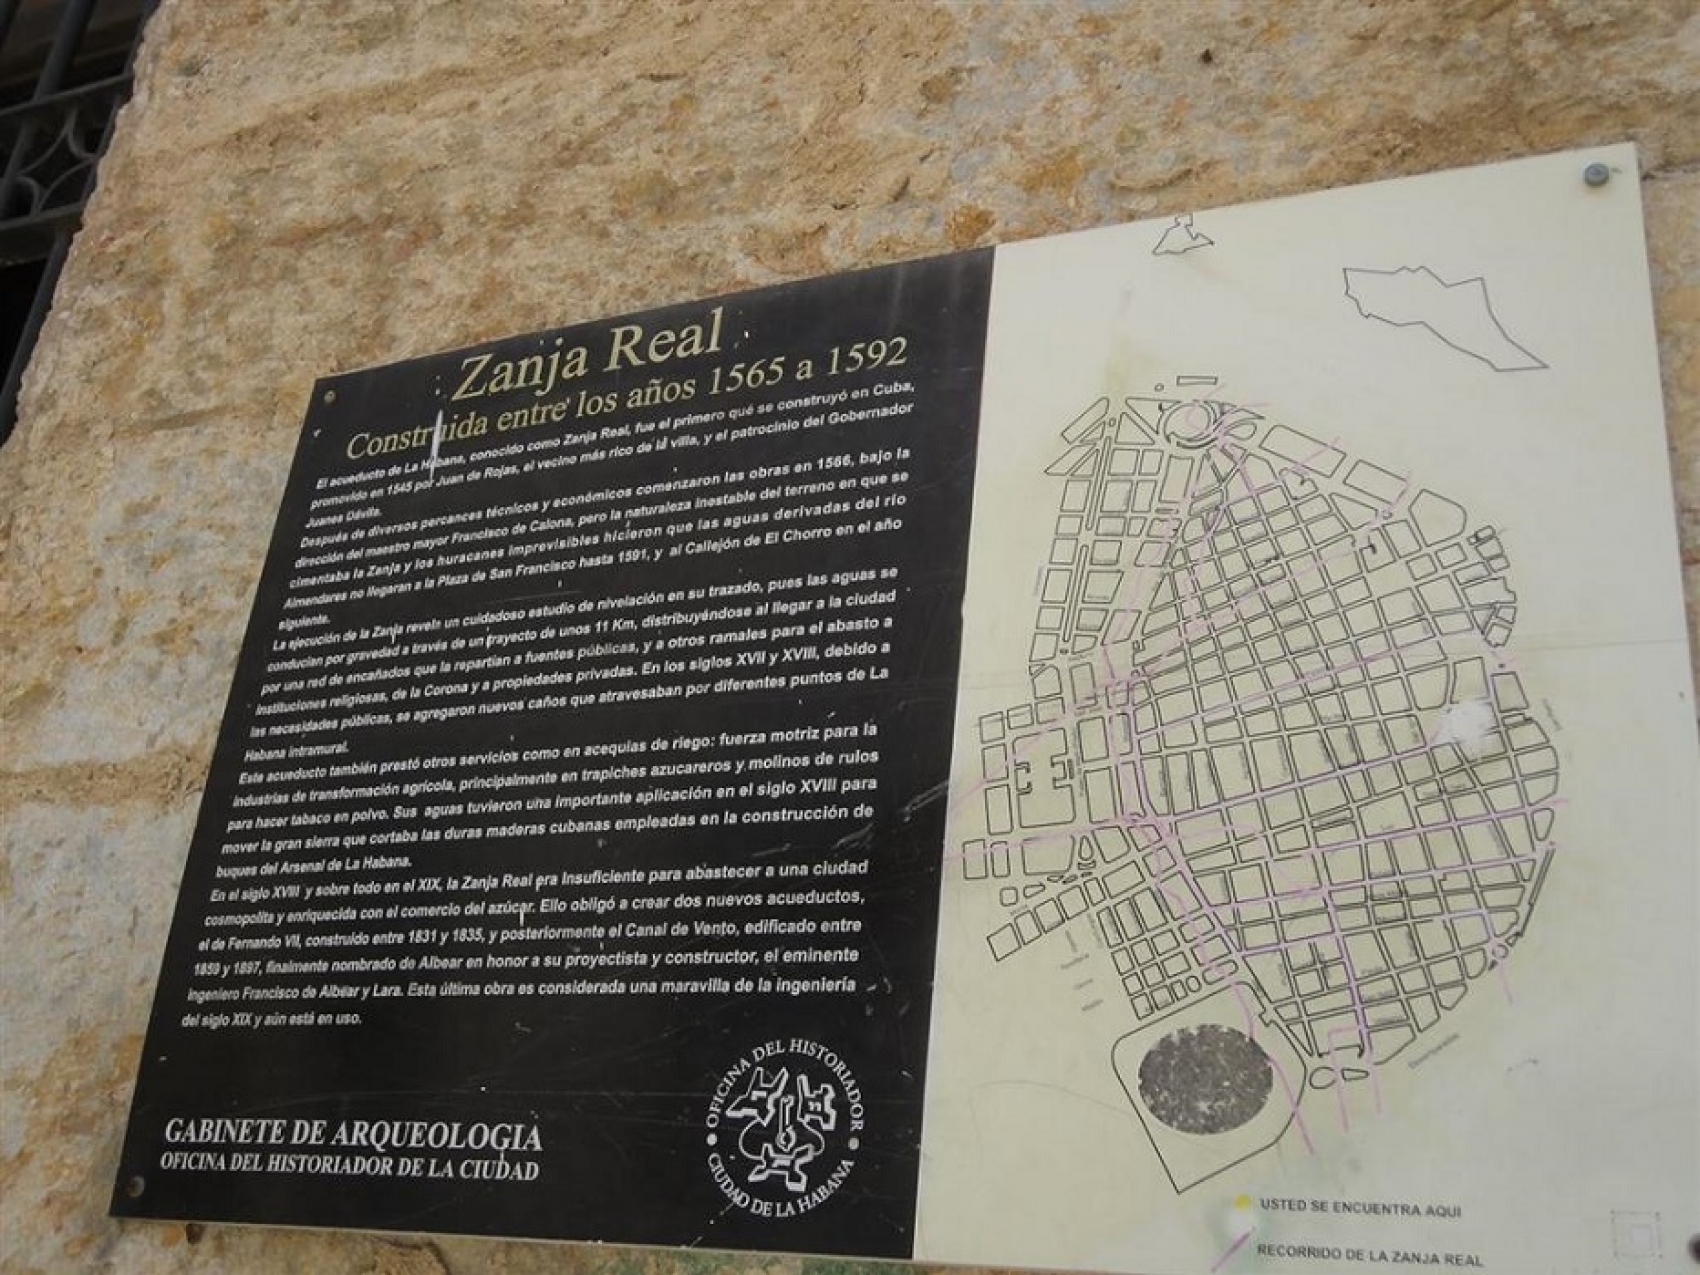 Zanja Real
Construida entre los años 1565 a 1592
El acueducto de La Habana, conocido como Zanja Real, fue el primero qué se construyó en Cuba,
promovido en 1545 por Juan de Rojas, el vecino más rico de la villa, y el patrocinio del Gobernador
Juanes Dávila.
Después de diversos percances técnicos y económicos comenzaron las obras en 1566, bajo la
dirección del maestro mayor Francisco de Calona, pero la naturaleza inestable del terreno en que se
cimentaba la Zanja y los huracanes imprevisibles hicieron que las aguas derivadas del río
Almendares no llegaran a la Plaza de San Francisco hasta 1591, y al Callejón de El Chorro en el año
siguiente.
La ejecución de la Zanja revela un cuidadoso estudio de nivelación en su trazado, pues las aguas se
conducían por gravedad a través de un trayecto de unos 11 Km, distribuyéndose al llegar a la ciudad
por una red de encañados que la repartían a fuentes públicas, y a otros ramales para el abasto a
instituciones religiosas, de la Corona y a propiedades privadas. En los siglos XVII y XVIII, debido a
las necesidades públicas, se agregaron nuevos caños que atravesaban por diferentes puntos de La
Habana intramural.
Este acueducto también prestó otros servicios como en acequias de riego: fuerza motriz para la
industrias de transformación agrícola, principalmente en trapiches azucareros y molinos de rulos
para hacer tabaco en polvo. Sus aguas tuvieron una importante aplicación en el siglo XVIII para
mover la gran sierra que cortaba las duras maderas cubanas empleadas en la construcción de
buques del Arsenal de La Habana.
En el siglo XVIII y sobre todo en el XIX, la Zanja Real era insuficiente para abastecer a una ciudad
cosmopolita y enriquecida con el comercio del azúcar. Ello obligó a crear dos nuevos acueductos,
el de Fernando VII, construido entre 1831 y 1835, y posteriormente el Canal de Vento, edificado entre
1859 y 1897, finalmente nombrado de Albear en honor a su proyectista y constructor, el eminente
ingeniero Francisco de Albear y Lara. Esta última obra es considerada una maravilla de la ingeniería
del siglo XIX y aún está en uso.
GABINETE DE ARQUEOLOGIA
OFICINA DEL HISTORIADOR DE LA CIUDAD
OFICINA DEL HISTORIADOR
CIUDAD DE LA HABANA
USTED SE ENCUENTRA AQUI
RECORRIDO DE LA ZANJA REAL